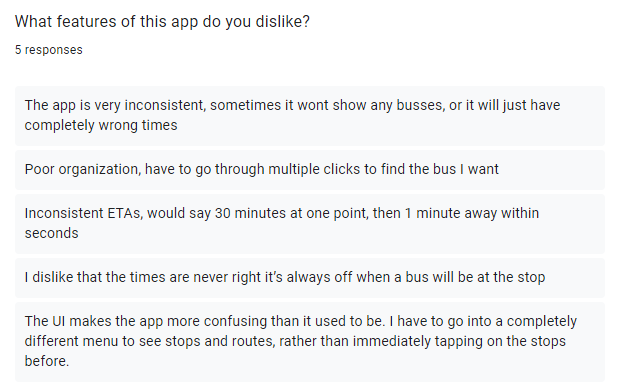 What features of this app do you dislike?
5 responses
The app is very inconsistent, sometimes it wont show any busses, or it will just have
completely wrong times
Poor organization, have to go through multiple clicks to find the bus I want
Inconsistent ETAs, would say 30 minutes at one point, then 1 minute away within
seconds
I dislike that the times are never right it's always off when a bus will be at the stop
The UI makes the app more confusing than it used to be. I have to go into a completely
different menu to see stops and routes, rather than immediately tapping on the stops
before.